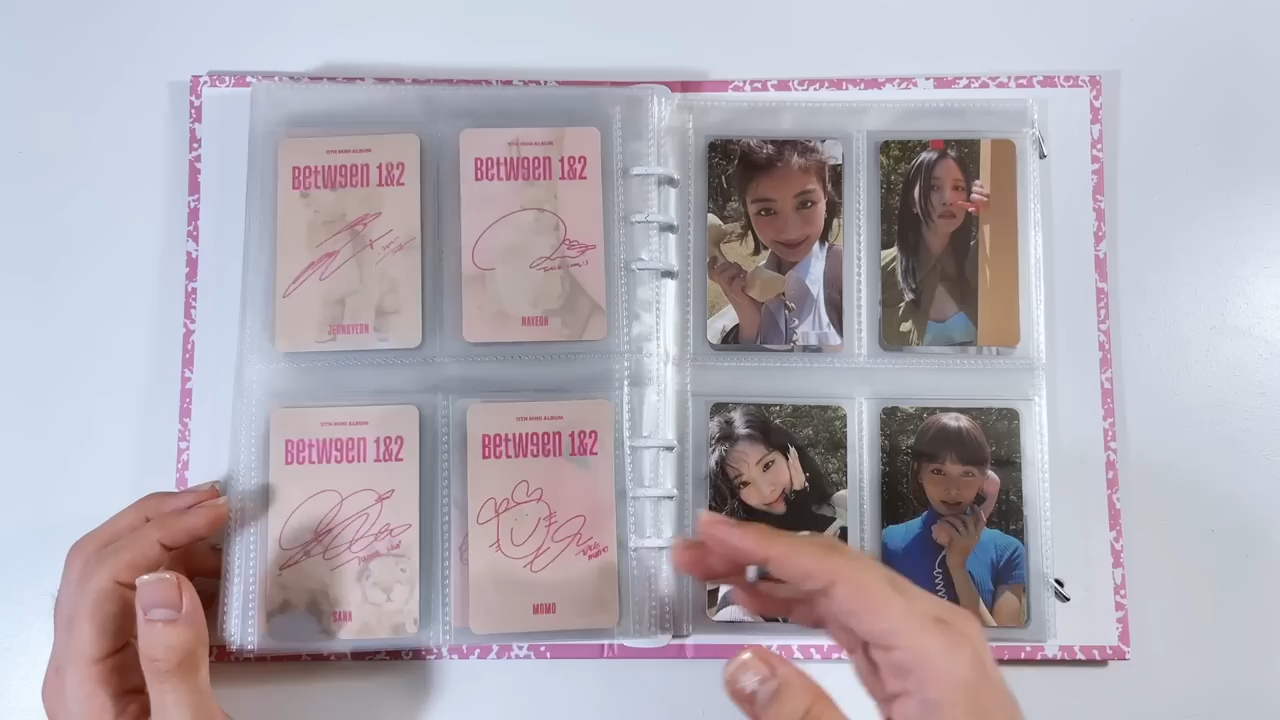 11TH MINI ALBUM
BetW9eN 1&2
JEONGYEON
11TH MINI ALBUM
BetW9eN 1&2
NAYEON
11TH MINI ALBUM
BetW9eN 1&2
SANA
11TH MINI ALBUM
BetW9eN 1&2
MOMO